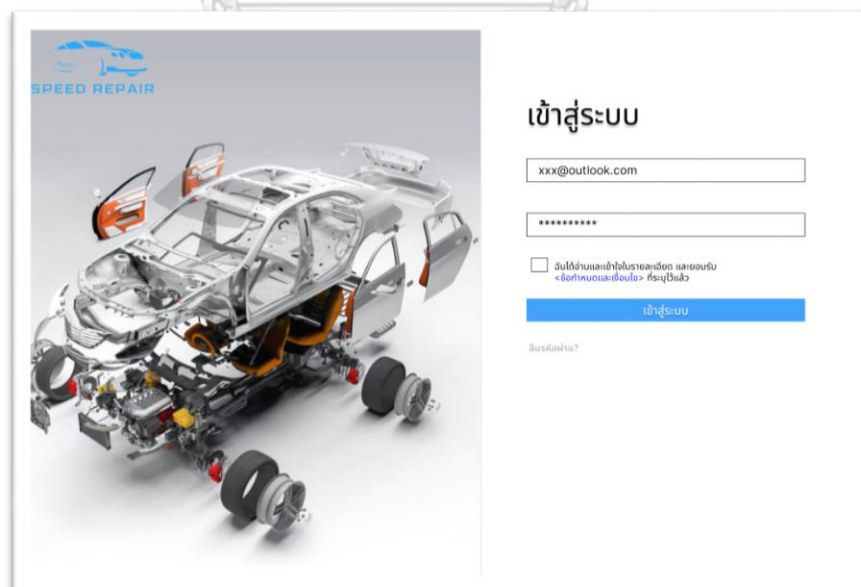 SPEED REPAIR
เข้าสู่ระบบ
xxx@outlook.com
**********
ฉันได้อ่านและเข้าใจในรายละเอียด และยอมรับ
<ข้อกำหนดและเงื่อนไข> ที่ระบุไว้แล้ว
เข้าสู่ระบบ
ลืมรหัสผ่าน?